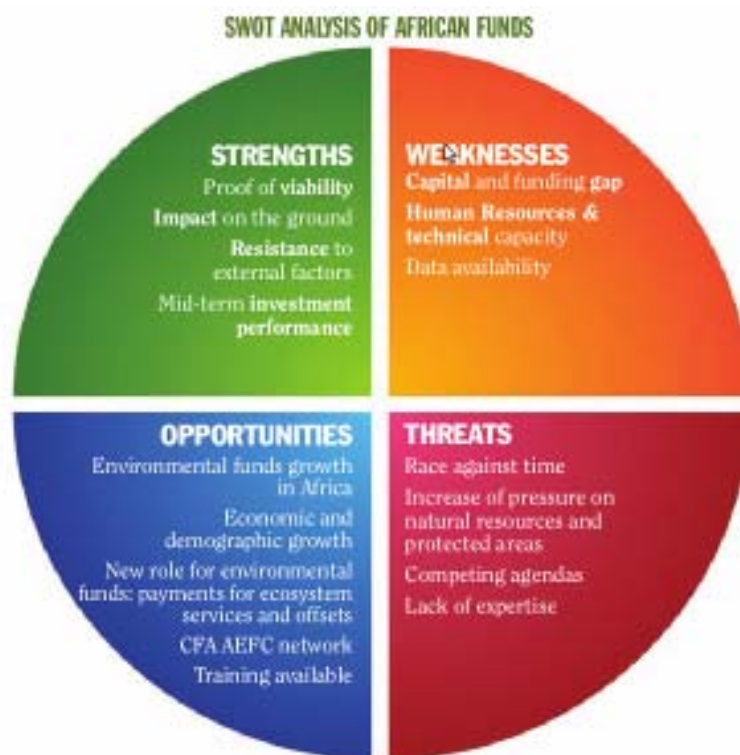 SWOT ANALYSIS OF AFRICAN FUNDS
STRENGTHS
Proof of viability
Impact on the ground
Resistance to
external factors
Mid-term investment
performance
WEAKNESSES
Capital and funding gap
Human Resources &
technical capacity
Data availability
OPPORTUNITIES
Environmental funds growth
in Africa
Economic and
demographic growth
New role for environmental
funds: payments for ecosystem
services and offsets
CFA AEFC network
Training available
THREATS
Race against time
Increase of pressure on
natural resources and
protected areas
Competing agendas
Lack of expertise